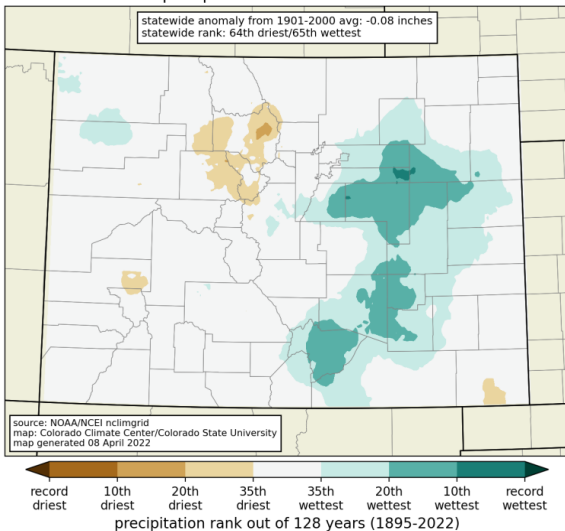 statewide anomaly from 1901-2000 avg: -0.08 inches
statewide rank: 64th driest/65th wettest
source: NOAA/NCEI nclimgrid
map: Colorado Climate Center/Colorado State University
map generated 08 April 2022
record driest
10th driest
20th driest
35th driest
35th wettest
20th wettest
10th wettest
record wettest
precipitation rank out of 128 years (1895-2022)